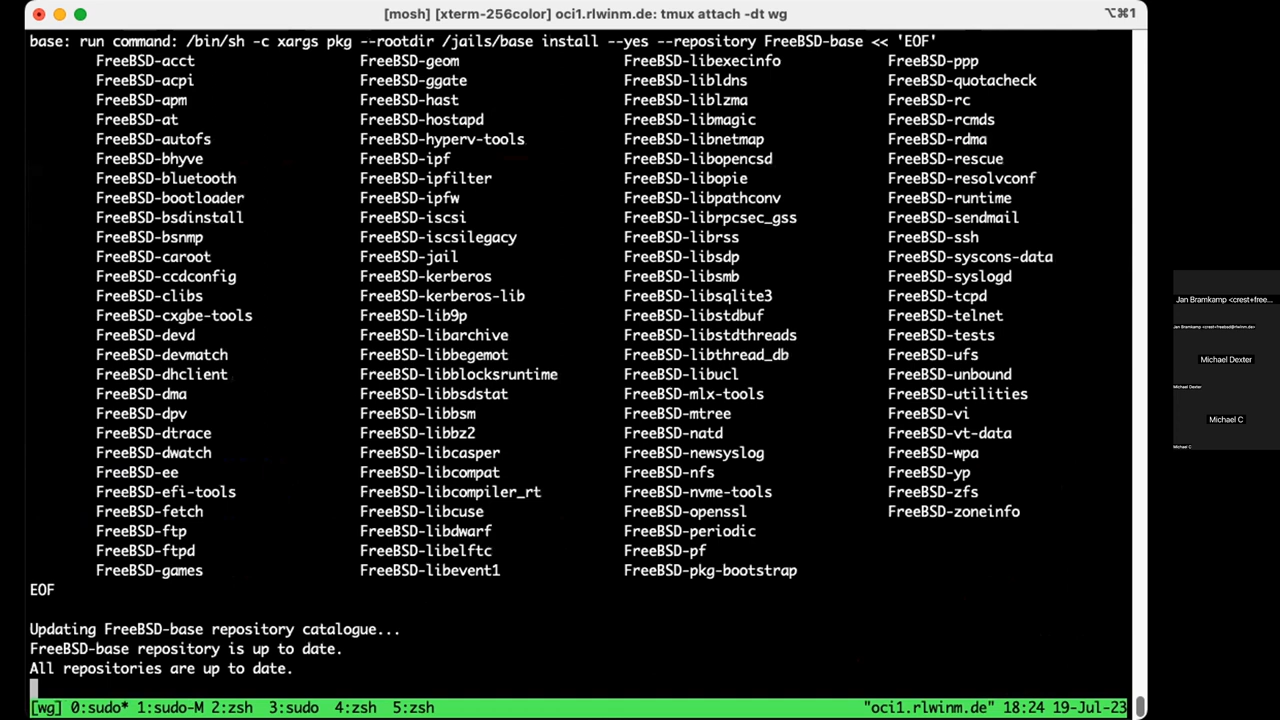 [mosh] [xterm-256color] oci1.rlwinm.de: tmux attach -dt wg
⌥⌘1
base: run command: /bin/sh -c xargs pkg --rootdir /jails/base install --yes --repository FreeBSD-base << 'EOF'
FreeBSD-acct FreeBSD-geom FreeBSD-libexecinfo FreeBSD-ppp
FreeBSD-acpi FreeBSD-ggate FreeBSD-libldns FreeBSD-quotacheck
FreeBSD-apm FreeBSD-hast FreeBSD-liblzma FreeBSD-rc
FreeBSD-at FreeBSD-hostapd FreeBSD-libmagic FreeBSD-rcmds
FreeBSD-autofs FreeBSD-hyperv-tools FreeBSD-libnetmap FreeBSD-rdma
FreeBSD-bhyve FreeBSD-ipf FreeBSD-libopencsd FreeBSD-rescue
FreeBSD-bluetooth FreeBSD-ipfilter FreeBSD-libopie FreeBSD-resolvconf
FreeBSD-bootloader FreeBSD-ipfw FreeBSD-libpathconv FreeBSD-runtime
FreeBSD-bsdinstall FreeBSD-iscsi FreeBSD-librpcsec_gss FreeBSD-sendmail
FreeBSD-bsnmp FreeBSD-iscsilegacy FreeBSD-librss FreeBSD-ssh
FreeBSD-caroot FreeBSD-jail FreeBSD-libsdp FreeBSD-syscons-data
FreeBSD-ccdconfig FreeBSD-kerberos FreeBSD-libsmb FreeBSD-syslogd
FreeBSD-clibs FreeBSD-kerberos-lib FreeBSD-libsqlite3 FreeBSD-tcpd
FreeBSD-cxgbe-tools FreeBSD-lib9p FreeBSD-libstdbuf FreeBSD-telnet
FreeBSD-devd FreeBSD-libarchive FreeBSD-libstdthreads FreeBSD-tests
FreeBSD-devmatch FreeBSD-libbegemot FreeBSD-libthread_db FreeBSD-ufs
FreeBSD-dhclient FreeBSD-libblocksruntime FreeBSD-libucl FreeBSD-unbound
FreeBSD-dma FreeBSD-libbsdstat FreeBSD-mlx-tools FreeBSD-utilities
FreeBSD-dpv FreeBSD-libbsm FreeBSD-mtree FreeBSD-vi
FreeBSD-dtrace FreeBSD-libbz2 FreeBSD-natd FreeBSD-vt-data
FreeBSD-dwatch FreeBSD-libcasper FreeBSD-newsyslog FreeBSD-wpa
FreeBSD-ee FreeBSD-libcompat FreeBSD-nfs FreeBSD-yp
FreeBSD-efi-tools FreeBSD-libcompiler_rt FreeBSD-nvme-tools FreeBSD-zfs
FreeBSD-fetch FreeBSD-libcuse FreeBSD-openssl FreeBSD-zoneinfo
FreeBSD-ftp FreeBSD-libdwarf FreeBSD-periodic
FreeBSD-ftpd FreeBSD-libelftc FreeBSD-pf
FreeBSD-games FreeBSD-libevent1 FreeBSD-pkg-bootstrap
EOF
Updating FreeBSD-base repository catalogue...
FreeBSD-base repository is up to date.
All repositories are up to date.
[wg] 0:sudo* 1:sudo-M 2:zsh 3:sudo 4:zsh 5:zsh
"oci1.rlwinm.de" 18:24 19-Jul-23
Jan Bramkamp <crest+free...
Jan Bramkamp <crest+freebsd@rlwinm.de>
Michael Dexter
Michael Dexter
Michael C
Michael C